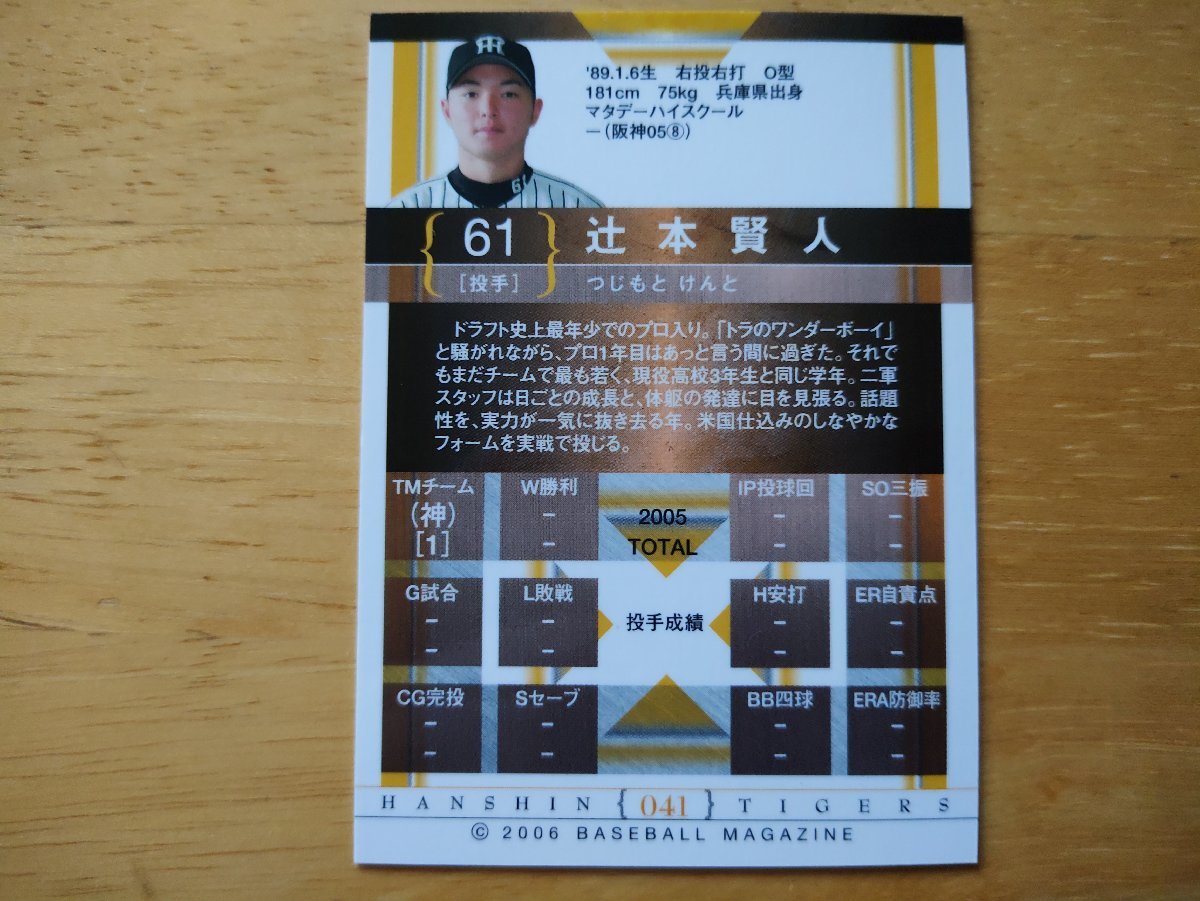 '89.1.6生 右投右打 O型
181cm 75kg 兵庫県出身
マタデーハイスクール
―(阪神05⑧)
61
61 辻本賢人
[投手] つじもと けんと
ドラフト史上最年少でのプロ入り。「トラのワンダーボーイ」
と騒がれながら、プロ1年目はあっと言う間に過ぎた。それで
もまだチームで最も若く、現役高校3年生と同じ学年。二軍
スタッフは日ごとの成長と、体躯の発達に目を見張る。話題
性を、実力が一気に抜き去る年。米国仕込みのしなやかな
フォームを実戦で投じる。
TMチーム W勝利 IP投球回 SO三振
(神) - 2005 - -
[1] - TOTAL - -
G試合 L敗戦 H安打 ER自責点
- - 投手成績 - -
- - - -
CG完投 Sセーブ BB四球 ERA防御率
- - - -
- - - -
HANSHIN {041} TIGERS
© 2006 BASEBALL MAGAZINE